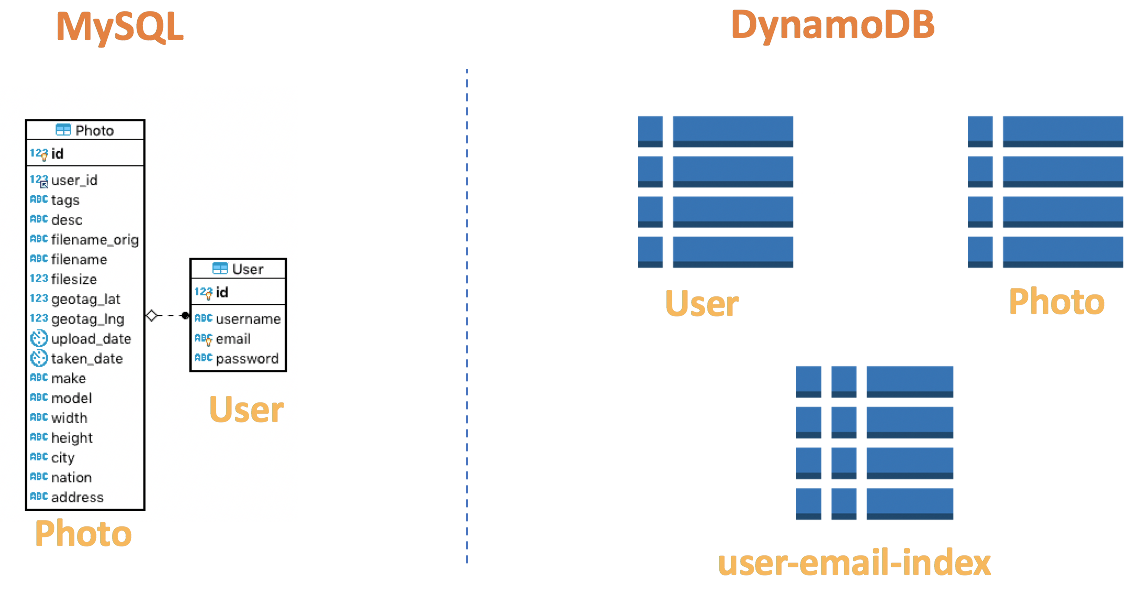 MySQL
DynamoDB
Photo
123 id
123 user_id
ABC tags
ABC desc
ABC filename_orig
ABC filename
123 filesize
123 geotag_lat
123 geotag_lng
upload_date
taken_date
ABC make
ABC model
ABC width
ABC height
ABC city
ABC nation
ABC address
Photo
User
123 id
ABC username
ABC email
ABC password
User
User
Photo
user-email-index